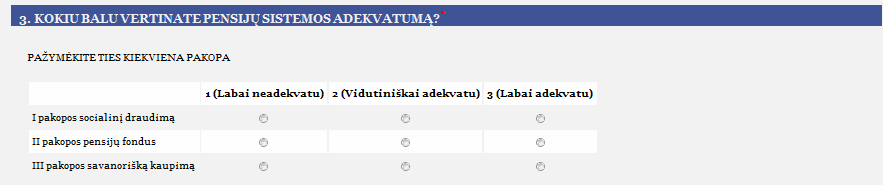 3. KOKIU BALU VERTINATE PENSIJŲ SISTEMOS ADEKVATUMĄ?*
PAŽYMĖKITE TIES KIEKVIENA PAKOPA
1 (Labai neadekvatu) 2 (Vidutiniškai adekvatu) 3 (Labai adekvatu)
I pakopos socialinį draudimą
II pakopos pensijų fondus
III pakopos savanorišką kaupimą